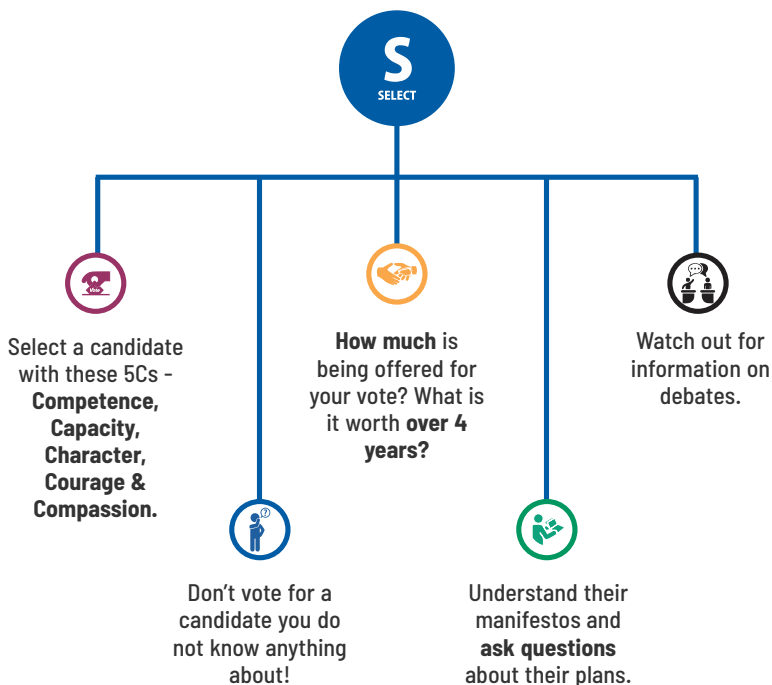 S
SELECT
Vote
Select a candidate
with these 5Cs -
Competence,
Capacity,
Character,
Courage &
Compassion.
Don't vote for a
candidate you do
not know anything
about!
How much is
being offered for
your vote? What is
it worth over 4
years?
Understand their
manifestos and
ask questions
about their plans.
Watch out for
information on
debates.